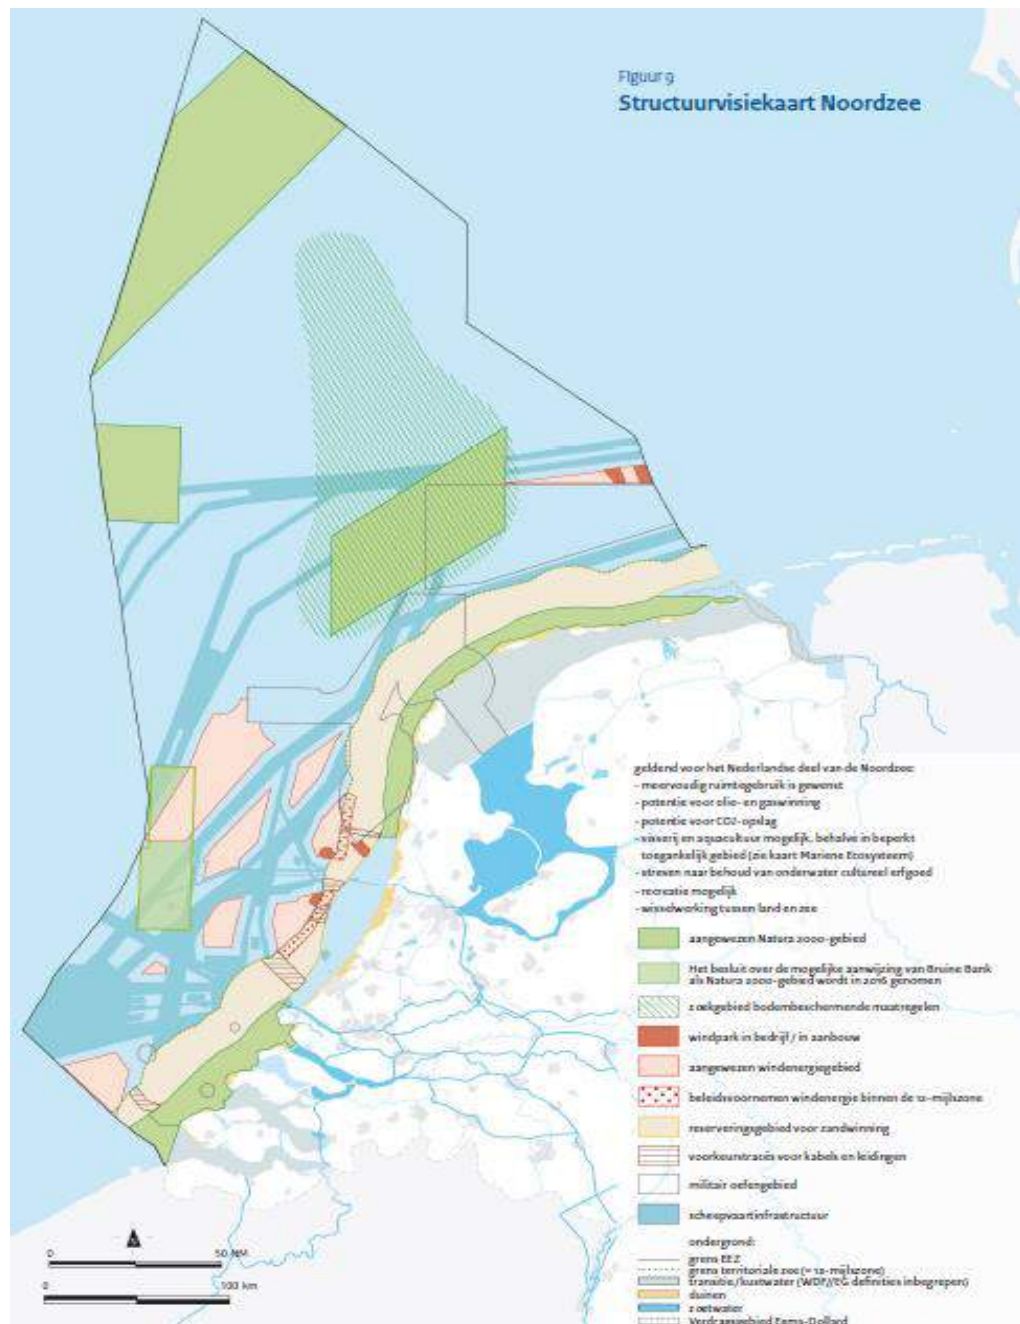 Figuur 9
Structuurvisiekaart Noordzee
geldend voor het Nederlandse deel van de Noordzee:
- meervoudig ruimtegebruik is gewenst
- potentie voor olie- en gaswinning
- potentie voor CO2-opslag
- visserij en aquacultuur mogelijk, behalve in beperkt
toegankelijk gebied (zie kaart Mariene Ecosysteem)
- streven naar behoud van onderwater cultureel erfgoed
- recreatie mogelijk
- wisselwerking tussen land en zee
aangewezen Natura 2000-gebied
Het besluit over de mogelijke aanwijzing van Bruine Bank
als Natura 2000-gebied wordt in 2016 genomen
zoekgebied bodembeschermende maatregelen
windpark in bedrijf / in aanbouw
aangewezen windenergiegebied
beleidsvoornemen windenergie binnen de 12-mijlszone
reserveringsgebied voor zandwinning
voorkeurstracés voor kabels en leidingen
militair oefengebied
scheepvaartinfrastructuur
ondergrond:
grens EEZ
grens territoriale zee (= 12-mijlszone)
transitie/kustwater (WDF//EG definities inbegrepen)
duinen
zoetwater
Verdragsgebied Eems-Dollard
0 50 NM
0 100 km